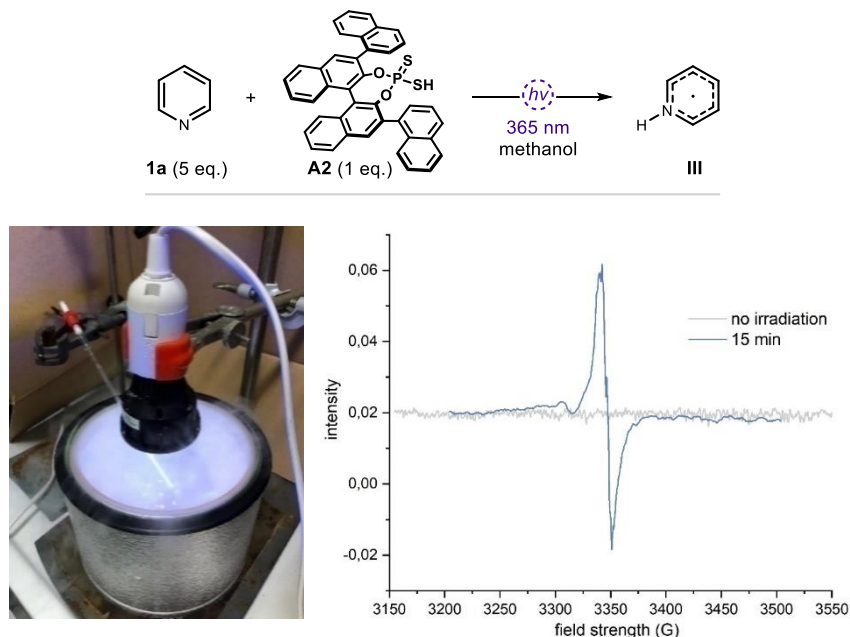 S
P
SH
O
O
N
+
hv
365 nm
methanol
N
H
1a (5 eq.)
A2 (1 eq.)
III
0,06
0,04
0,02
0,00
-0,02
intensity
no irradiation
15 min
3150 3200 3250 3300 3350 3400 3450 3500 3550
field strength (G)